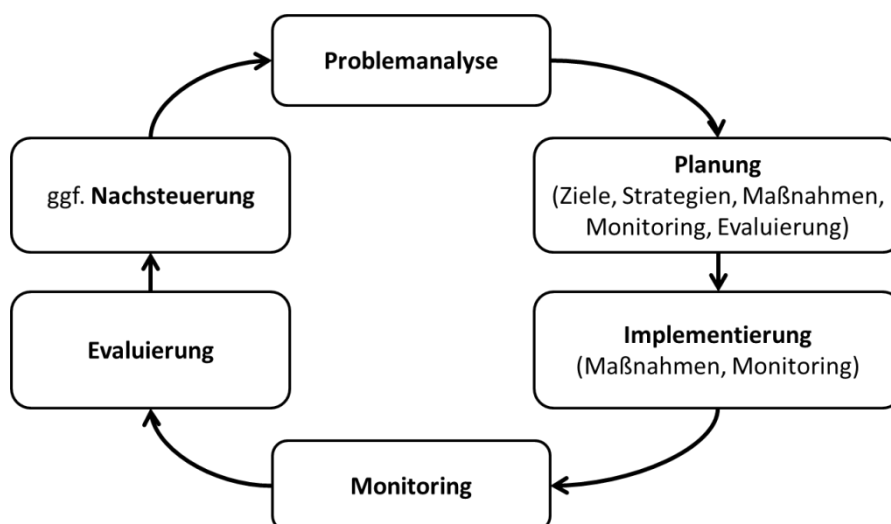 Problemanalyse
Planung
(Ziele, Strategien, Maßnahmen,
Monitoring, Evaluierung)
Implementierung
(Maßnahmen, Monitoring)
Monitoring
Evaluierung
ggf. Nachsteuerung